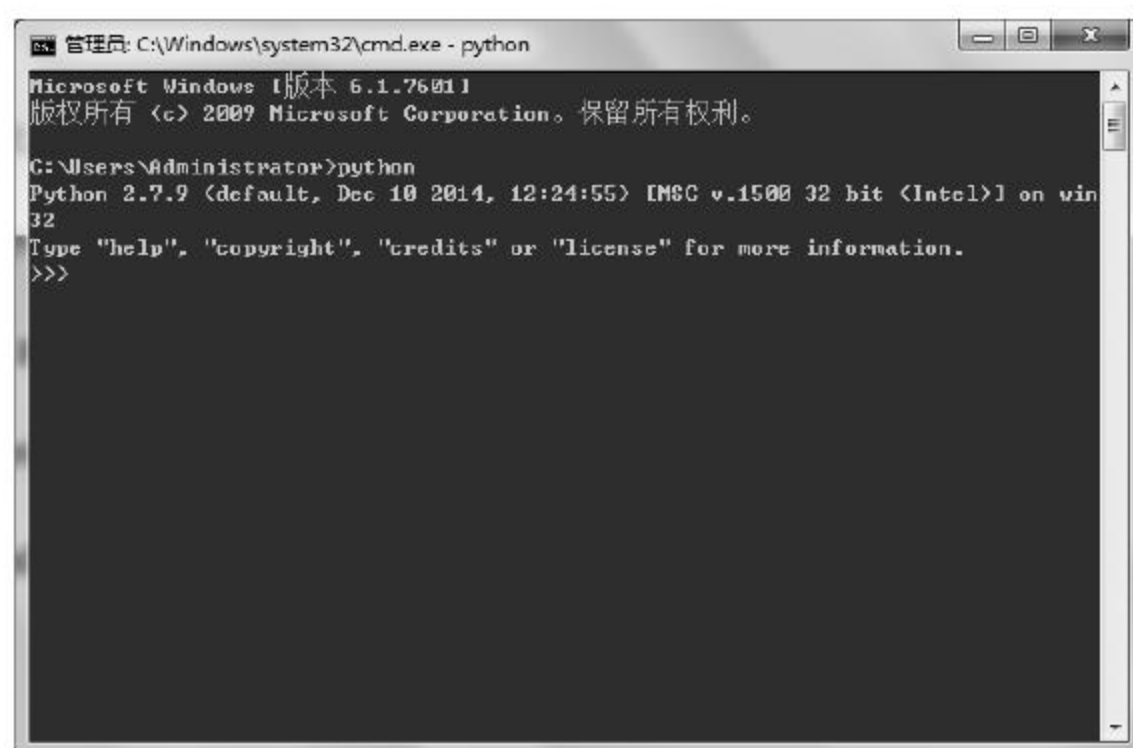 管理员: C:\Windows\system32\cmd.exe - python
Microsoft Windows [版本 6.1.7601]
版权所有 (c) 2009 Microsoft Corporation。保留所有权利。
C:\Users\Administrator>python
Python 2.7.9 (default, Dec 10 2014, 12:24:55) [MSC v.1500 32 bit (Intel)] on win
32
Type "help", "copyright", "credits" or "license" for more information.
>>>